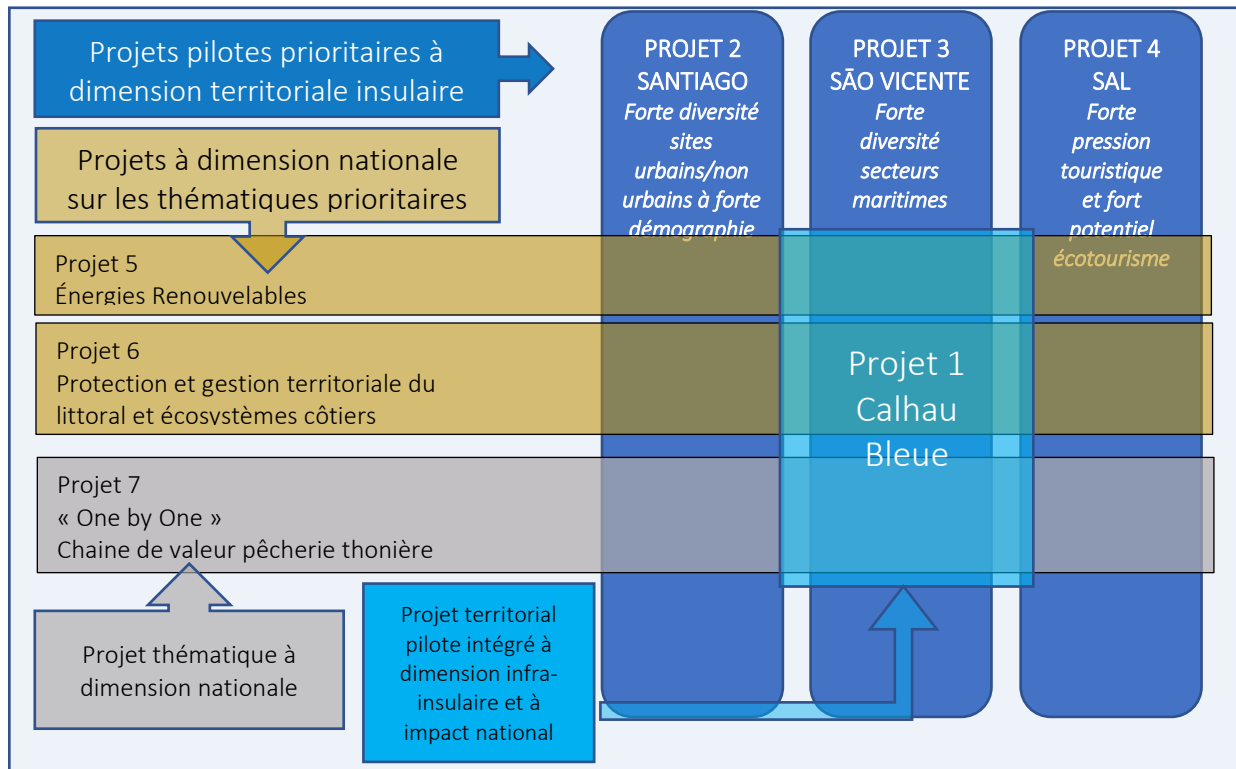 Projets pilotes prioritaires à
dimension territoriale insulaire
PROJET 2
SANTIAGO
Forte diversité
sites
urbains/non
urbains à forte
démographie
PROJET 3
SÃO VICENTE
Forte
diversité
secteurs
maritimes
PROJET 4
SAL
Forte
pression
touristique
et fort
potentiel
écotourisme
Projets à dimension nationale
sur les thématiques prioritaires
Projet 5
Énergies Renouvelables
Projet 6
Protection et gestion territoriale du
littoral et écosystèmes côtiers
Projet 1
Calhau
Bleue
Projet 7
« One by One »
Chaine de valeur pêcherie thonière
Projet thématique à
dimension nationale
Projet territorial
pilote intégré à
dimension infra-
insulaire et à
impact national